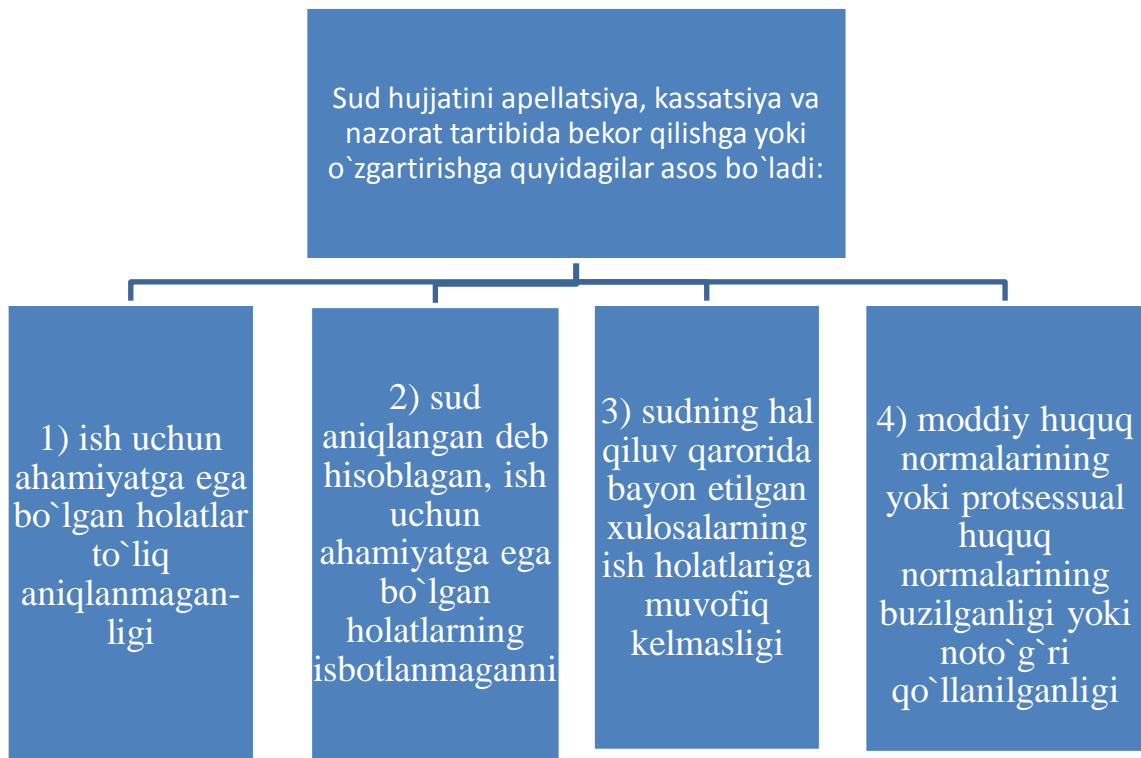 Sud hujjatini apellatsiya, kassatsiya va
nazorat tartibida bekor qilishga yoki
o`zgartirishga quyidagilar asos bo`ladi:
1) ish uchun
ahamiyatga ega
bo`lgan holatlar
to`liq
aniqlanmagan-
ligi
2) sud
aniqlangan deb
hisoblagan, ish
uchun
ahamiyatga ega
bo`lgan
holatlarning
isbotlanmaganni
3) sudning hal
qiluv qarorida
bayon etilgan
xulosalarning
ish holatlariga
muvofiq
kelmasligi
4) moddiy huquq
normalarining
yoki protsessual
huquq
normalarining
buzilganligi yoki
noto`g`ri
qo`llanilganligi